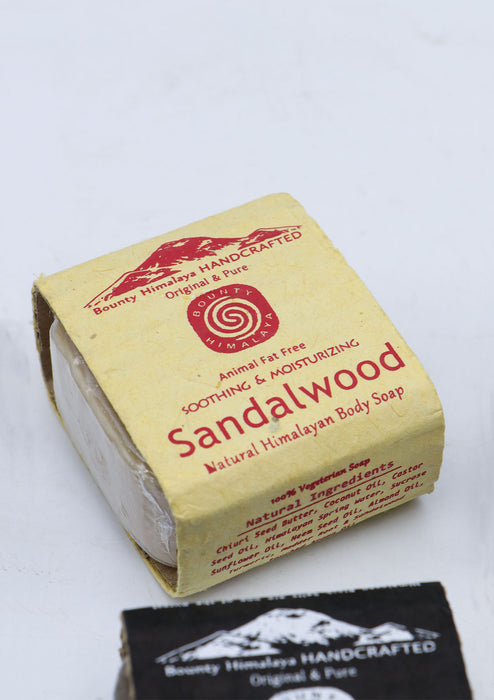 Bounty Himalaya HANDCRAFTED
Original & Pure
BOUNTY
HIMALAYA
Animal Fat Free
SOOTHING & MOISTURIZING
Sandalwood
Natural Himalayan Body Soap
100% Vegetarian Soap
Natural Ingredients
Chiuri Seed Butter, Coconut Oil, Castor
Seed Oil, Himalayan Spring Water, Sucrose
Sunflower Oil, Neem Seed Oil, Almond Oil,
Turmeric,
Bounty Himalaya HANDCRAFTED
Original & Pure